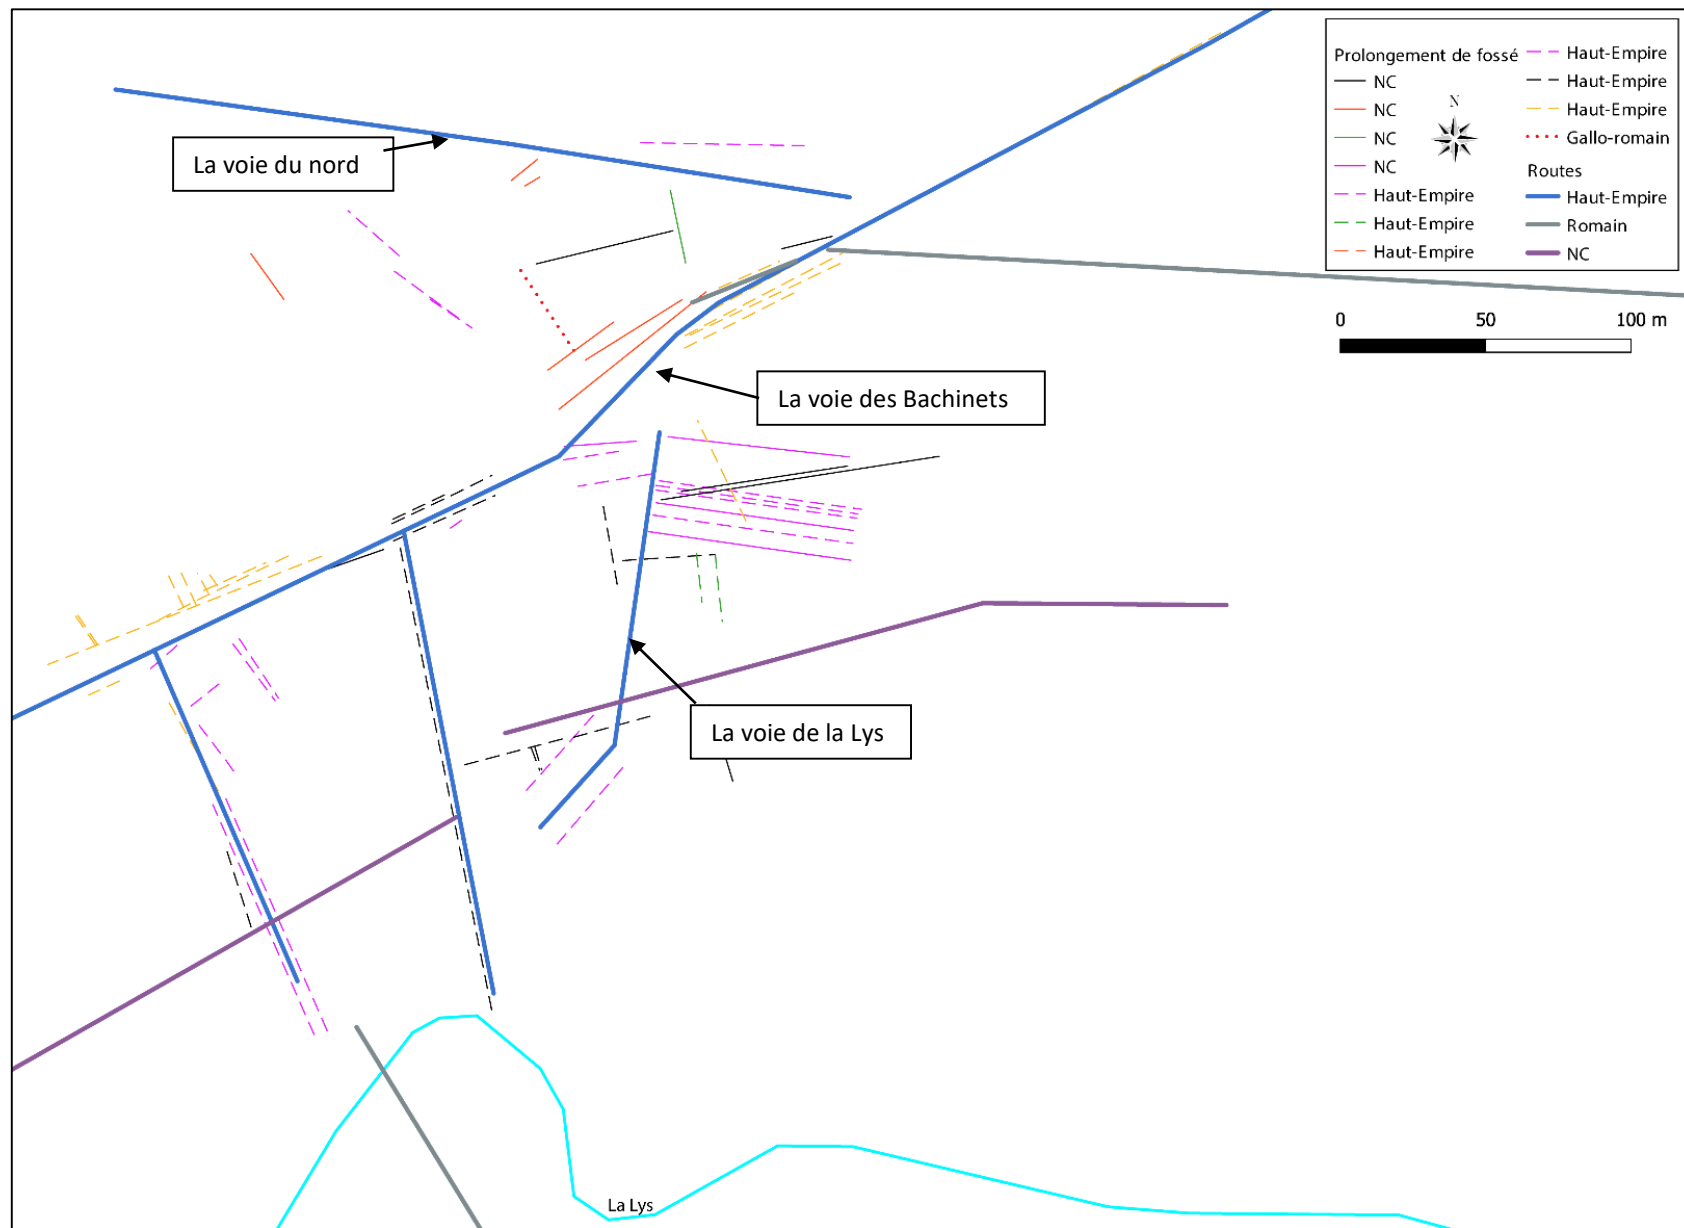 Prolongement de fossé
NC
NC
NC
NC
Haut-Empire
Haut-Empire
Haut-Empire
Haut-Empire
Haut-Empire
Haut-Empire
Gallo-romain
Routes
Haut-Empire
Romain
NC
N
0 50 100 m
La voie du nord
La voie des Bachinets
La voie de la Lys
La Lys